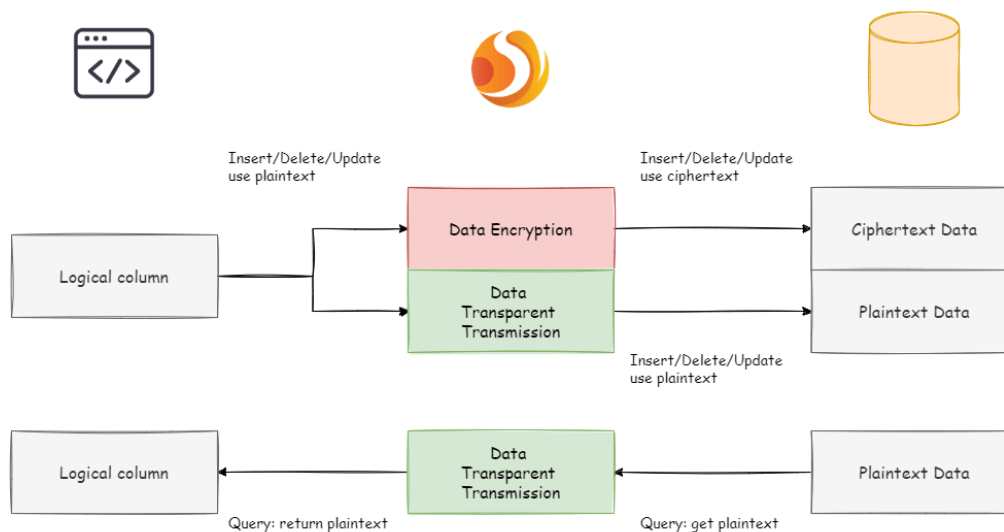 </>
Insert/Delete/Update
use plaintext
Insert/Delete/Update
use ciphertext
Logical column
Data Encryption
Ciphertext Data
Data
Transparent
Transmission
Plaintext Data
Insert/Delete/Update
use plaintext
Logical column
Data
Transparent
Transmission
Plaintext Data
Query: return plaintext
Query: get plaintext